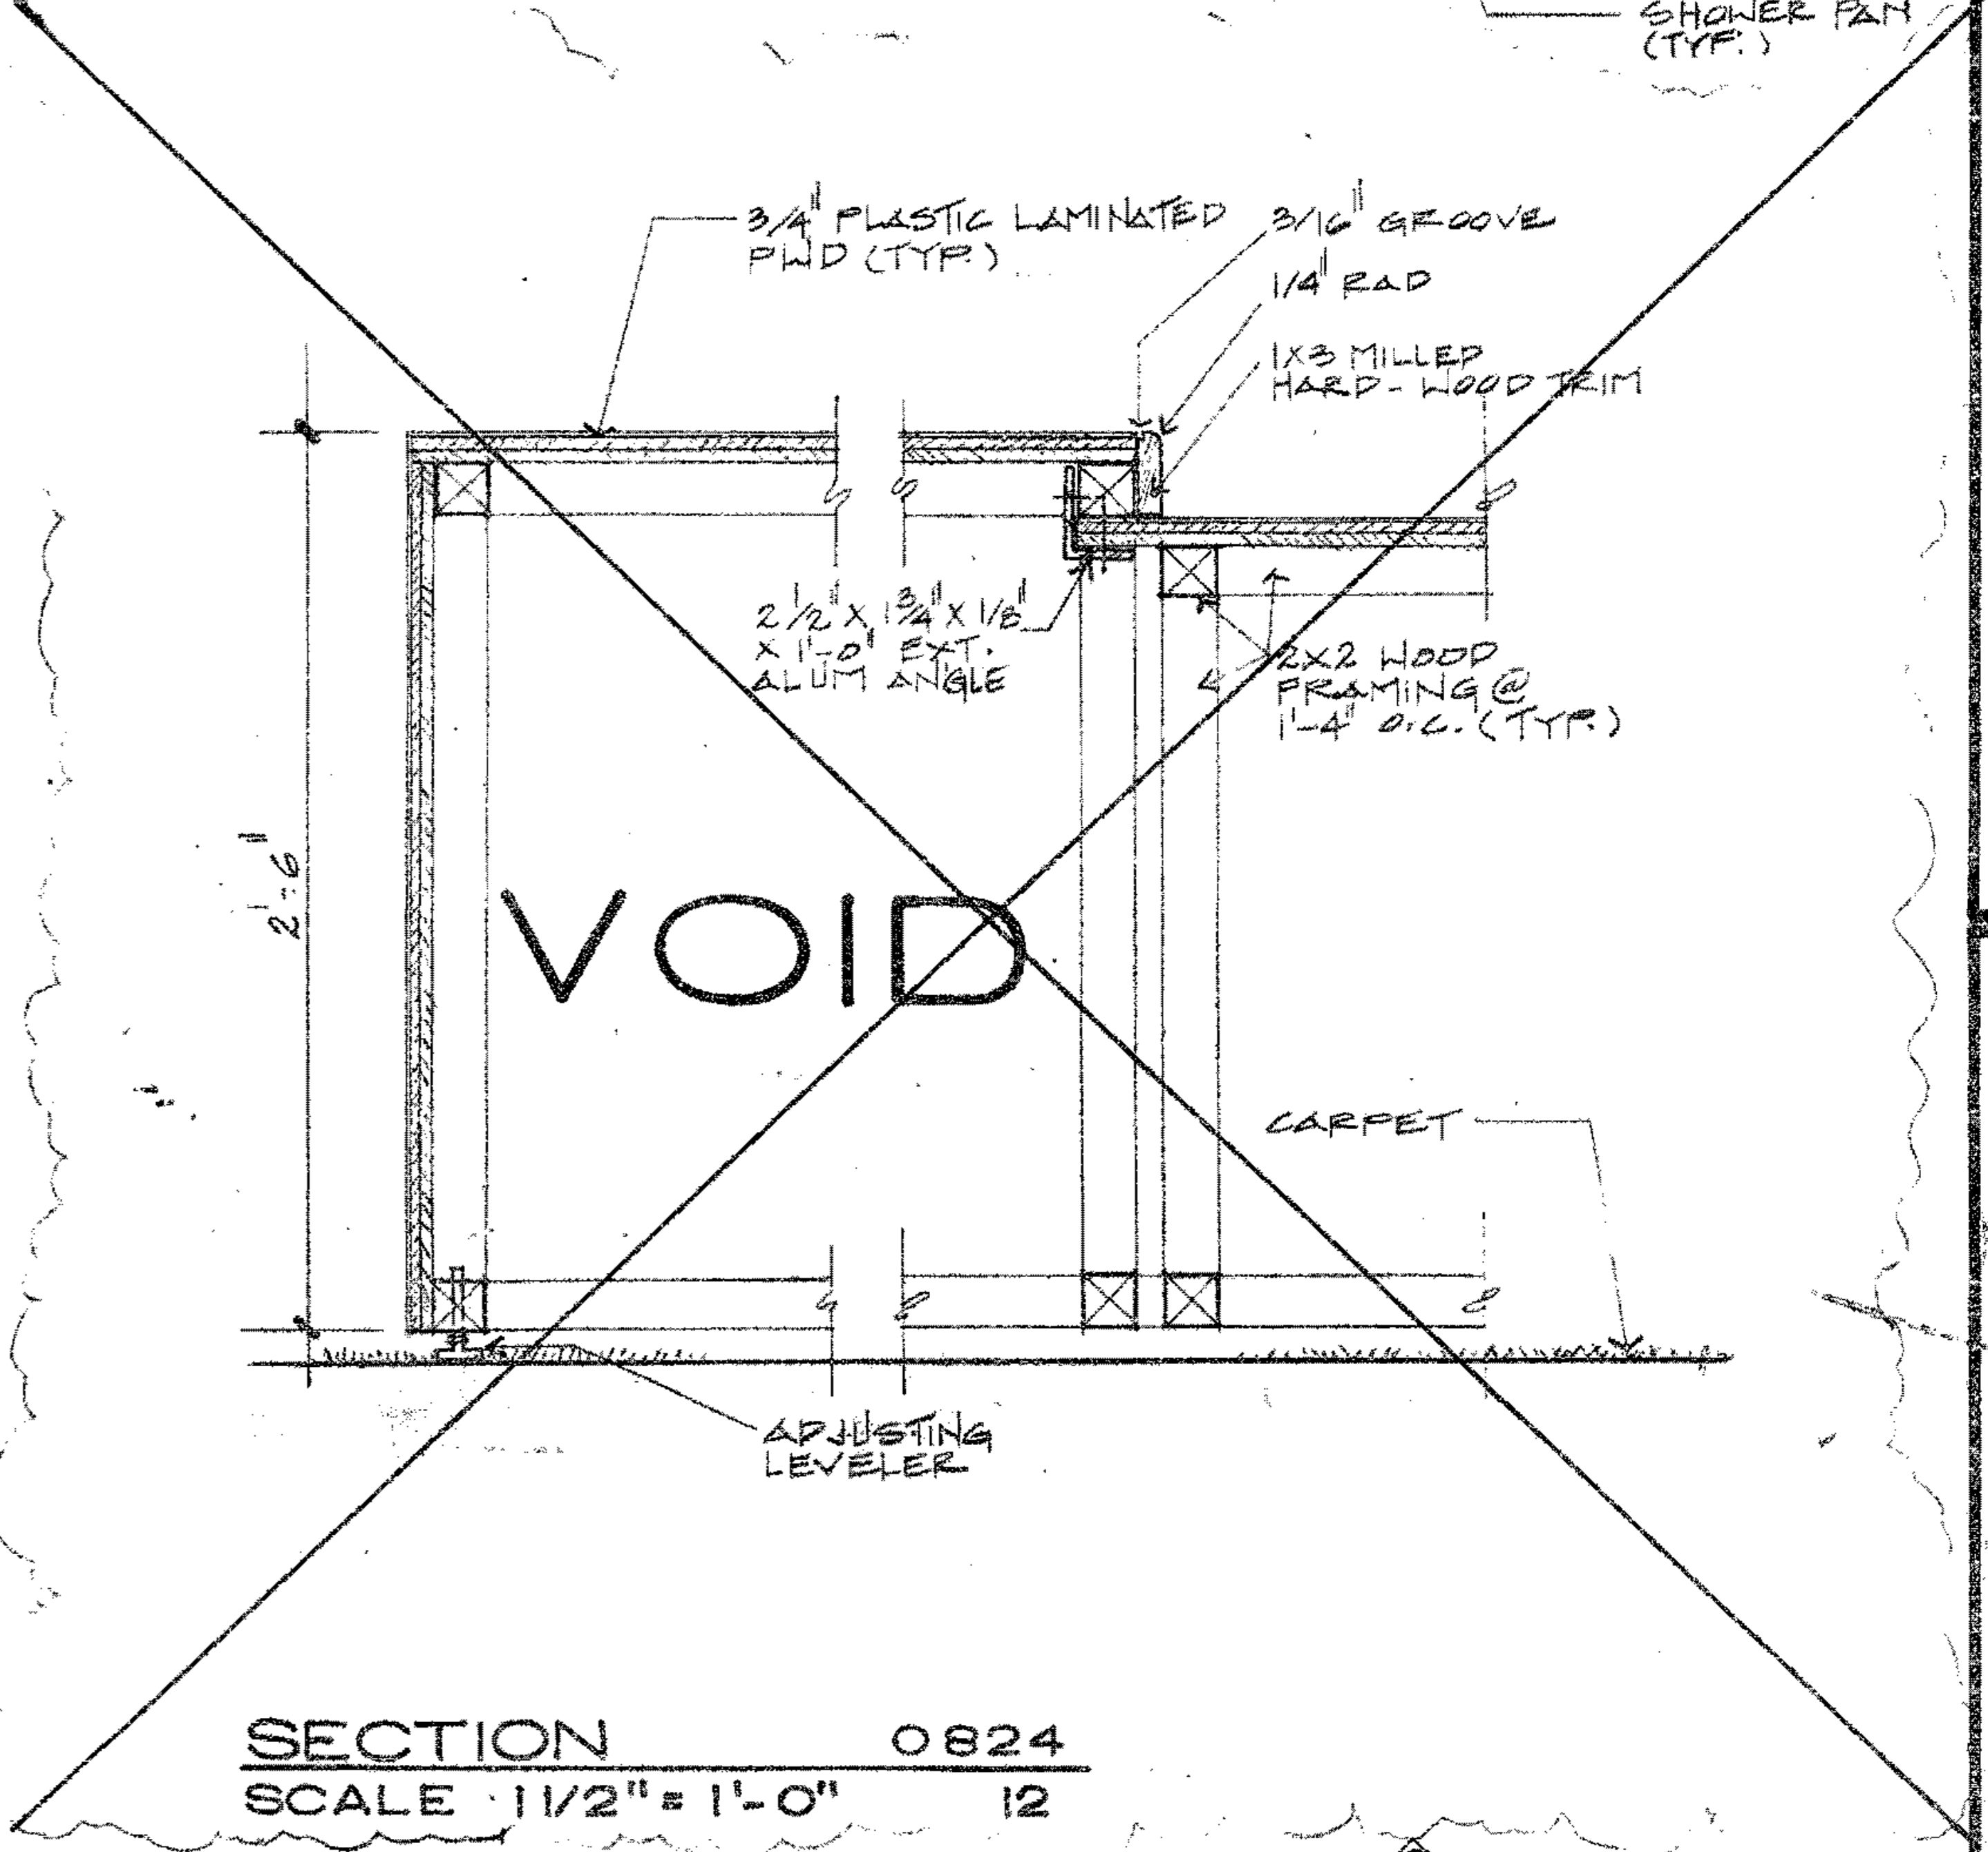 SHOWER PAN
(TYP.)
3/4" PLASTIC LAMINATED
PWD (TYP.)
3/16" GROOVE
1/4" RAD
1X3 MILLED
HARD-WOOD TRIM
2 1/2" X 1 3/4" X 1/8"
X 1'-0" EXT.
ALUM ANGLE
2X2 WOOD
FRAMING @
1'-4" O.C. (TYP.)
2'-6"
VOID
CARPET
ADJUSTING
LEVELER
SECTION 0824
SCALE 1 1/2" = 1'-0" 12